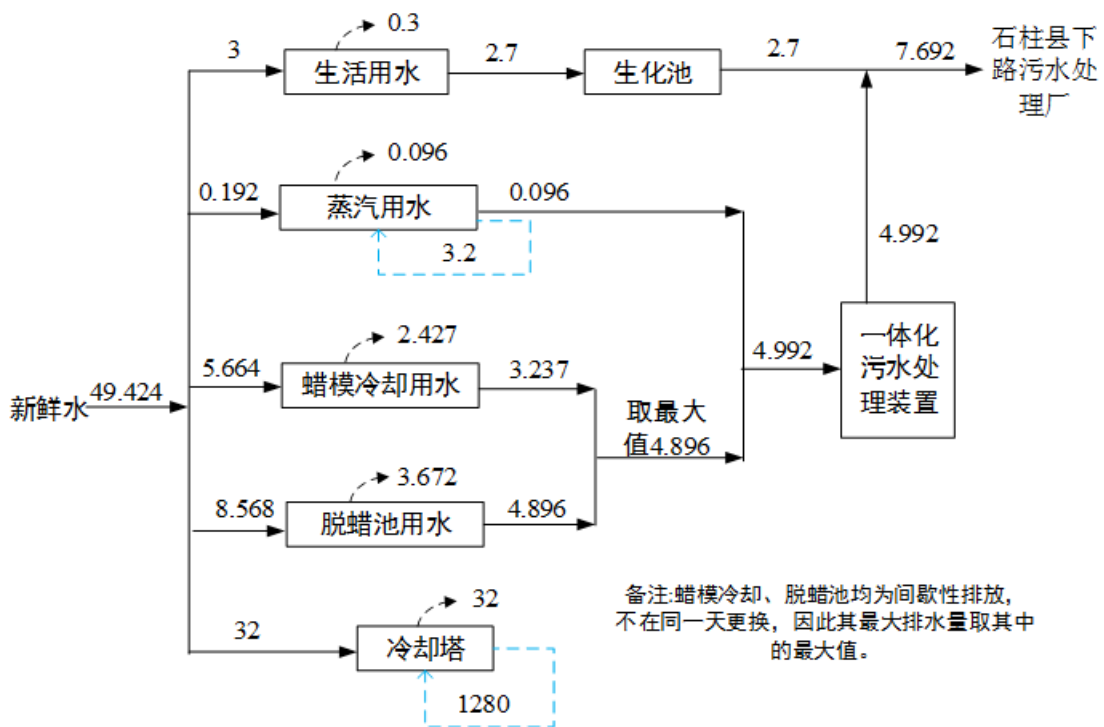 0.3
3
生活用水
2.7
生化池
2.7
7.692
石柱县下
路污水处
理厂
0.096
0.192
蒸汽用水
0.096
3.2
4.992
2.427
5.664
蜡模冷却用水
3.237
新鲜水
49.424
取最大
值4.896
4.992
一体化
污水处
理装置
3.672
8.568
脱蜡池用水
4.896
32
32
冷却塔
1280
备注:蜡模冷却、脱蜡池均为间歇性排放，
不在同一天更换，因此其最大排水量取其中
的最大值。